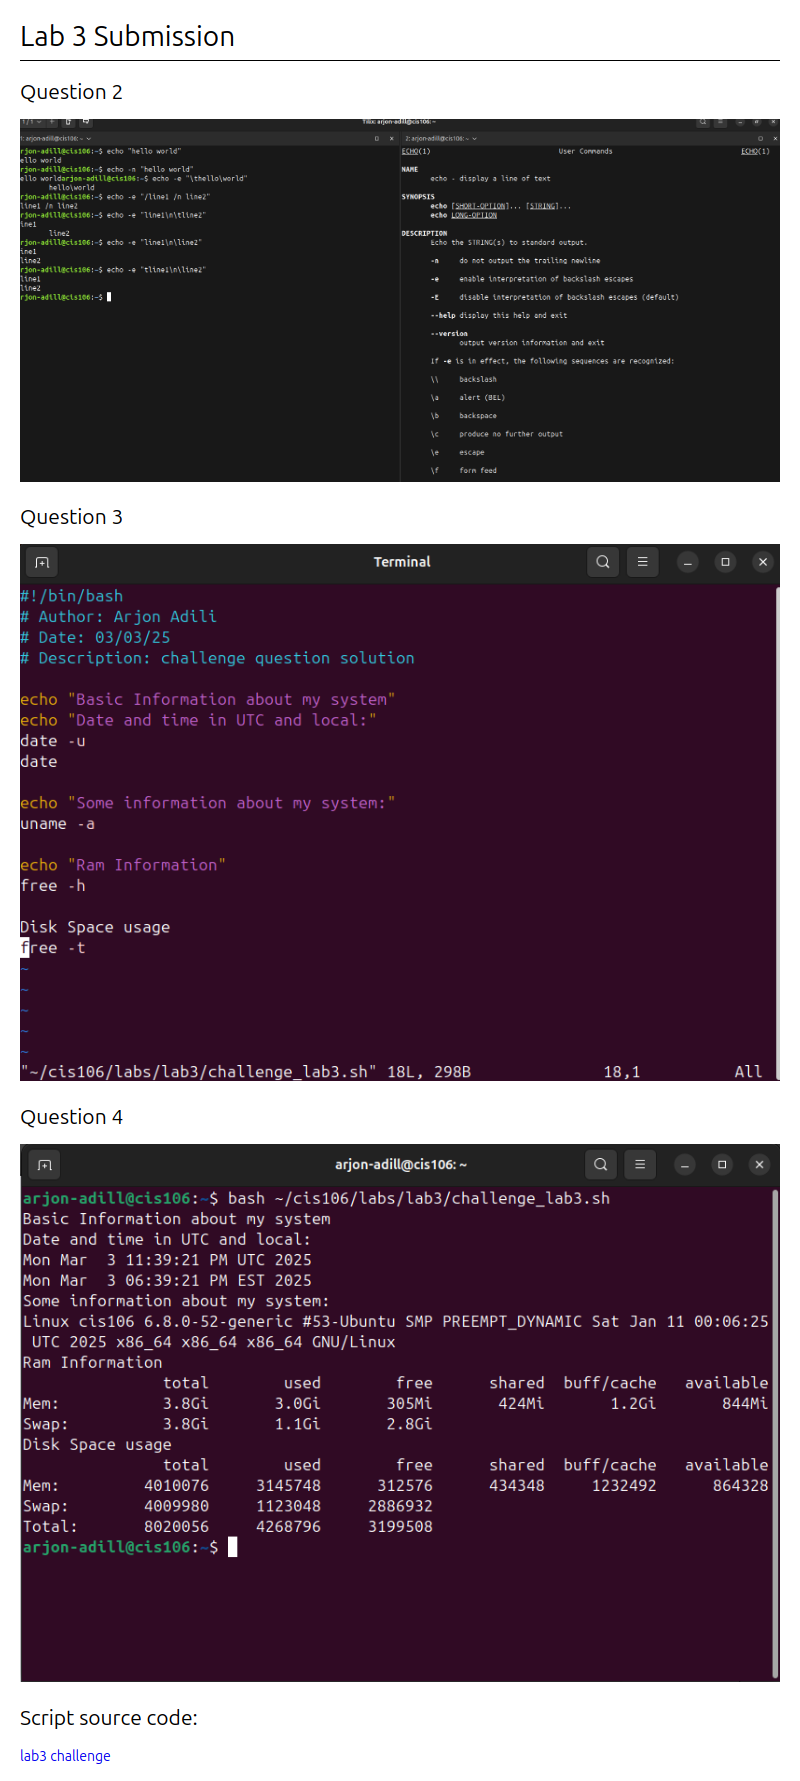 Lab 3 Submission
Question 2
1/1
Tilix: arjon-adill@cis106: ~
1: arjon-adill@cis106: ~
rjon-adill@cis106:~$ echo "hello world"
ello world
rjon-adill@cis106:~$ echo -n "hello world"
ello worldarjon-adill@cis106:~$ echo -e "\thello\world"
hello\world
rjon-adill@cis106:~$ echo -e "/line1 /n line2"
line1 /n line2
rjon-adill@cis106:~$ echo -e "line1\n\tline2"
ine1
line2
rjon-adill@cis106:~$ echo -e "line1\n\line2"
ine1
line2
rjon-adill@cis106:~$ echo -e "tline1\n\line2"
line1
line2
rjon-adill@cis106:~$
2: arjon-adill@cis106: ~
ECHO(1) User Commands ECHO(1)
NAME
echo - display a line of text
SYNOPSIS
echo [SHORT-OPTION]... [STRING]...
echo LONG-OPTION
DESCRIPTION
Echo the STRING(s) to standard output.
-n do not output the trailing newline
-e enable interpretation of backslash escapes
-E disable interpretation of backslash escapes (default)
--help display this help and exit
--version
output version information and exit
If -e is in effect, the following sequences are recognized:
\\ backslash
\a alert (BEL)
\b backspace
\c produce no further output
\e escape
\f form feed
Question 3
Terminal
#!/bin/bash
# Author: Arjon Adili
# Date: 03/03/25
# Description: challenge question solution
echo "Basic Information about my system"
echo "Date and time in UTC and local:"
date -u
date
echo "Some information about my system:"
uname -a
echo "Ram Information"
free -h
Disk Space usage
free -t
~
~
~
~
~
"~/cis106/labs/lab3/challenge_lab3.sh" 18L, 298B 18,1 All
Question 4
arjon-adill@cis106: ~
arjon-adill@cis106:~$ bash ~/cis106/labs/lab3/challenge_lab3.sh
Basic Information about my system
Date and time in UTC and local:
Mon Mar  3 11:39:21 PM UTC 2025
Mon Mar  3 06:39:21 PM EST 2025
Some information about my system:
Linux cis106 6.8.0-52-generic #53-Ubuntu SMP PREEMPT_DYNAMIC Sat Jan 11 00:06:25
UTC 2025 x86_64 x86_64 x86_64 GNU/Linux
Ram Information
total used free shared buff/cache available
Mem: 3.8Gi 3.0Gi 305Mi 424Mi 1.2Gi 844Mi
Swap: 3.8Gi 1.1Gi 2.8Gi
Disk Space usage
total used free shared buff/cache available
Mem: 4010076 3145748 312576 434348 1232492 864328
Swap: 4009980 1123048 2886932
Total: 8020056 4268796 3199508
arjon-adill@cis106:~$
Script source code:
lab3 challenge